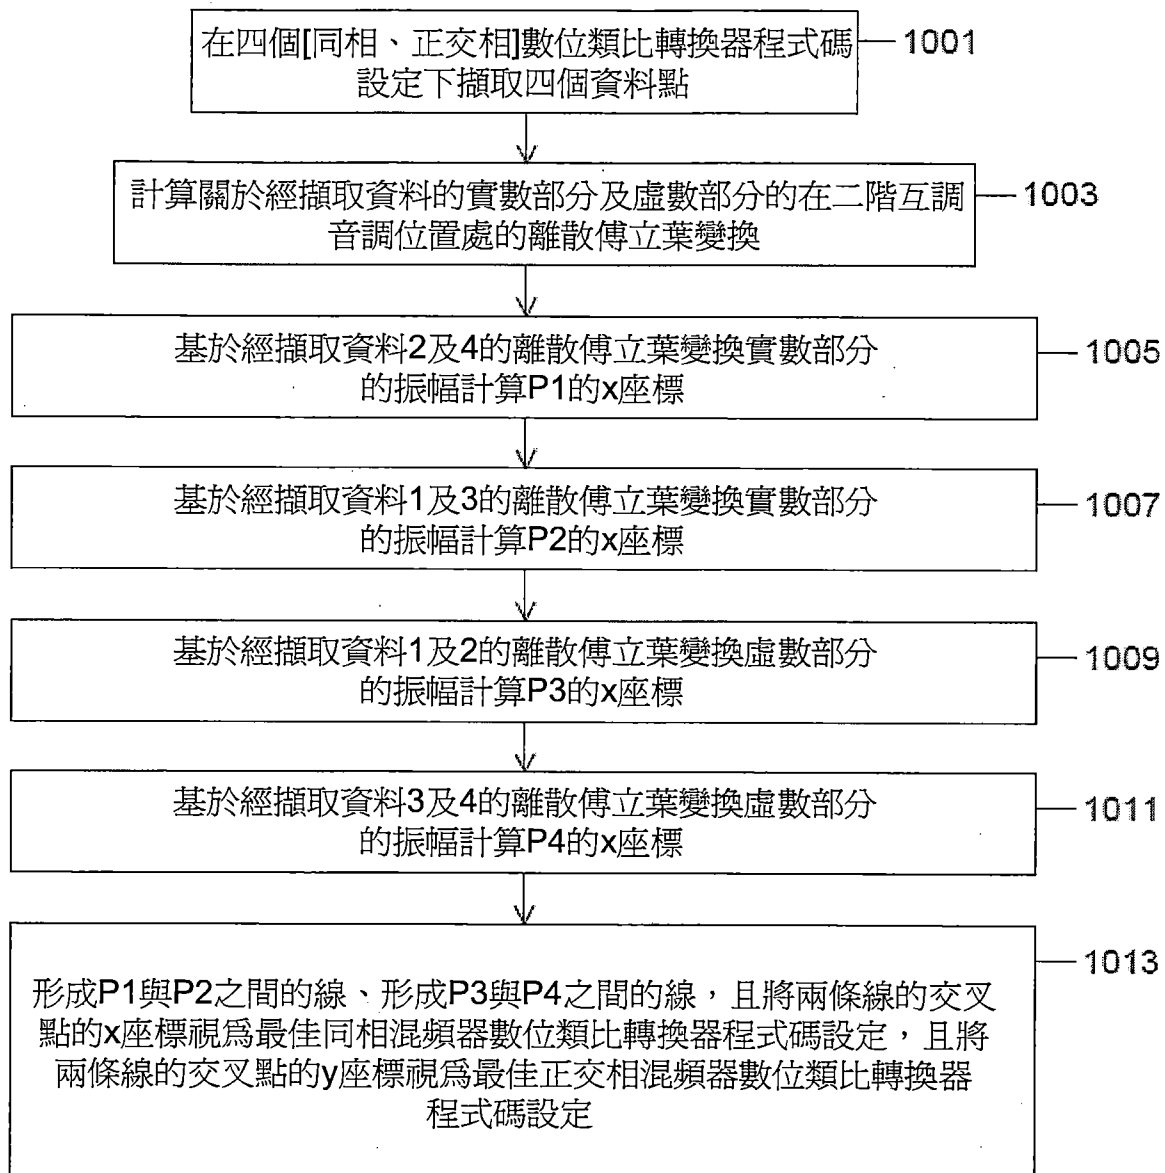 在四個[同相、正交相]數位類比轉換器程式碼
設定下擷取四個資料點
1001
計算關於經擷取資料的實數部分及虛數部分的在二階互調
音調位置處的離散傅立葉變換
1003
基於經擷取資料2及4的離散傅立葉變換實數部分
的振幅計算P1的x座標
1005
基於經擷取資料1及3的離散傅立葉變換實數部分
的振幅計算P2的x座標
1007
基於經擷取資料1及2的離散傅立葉變換虛數部分
的振幅計算P3的x座標
1009
基於經擷取資料3及4的離散傅立葉變換虛數部分
的振幅計算P4的x座標
1011
形成P1與P2之間的線、形成P3與P4之間的線，且將兩條線的交叉
點的x座標視爲最佳同相混頻器數位類比轉換器程式碼設定，且將
兩條線的交叉點的y座標視爲最佳正交相混頻器數位類比轉換器
程式碼設定
1013